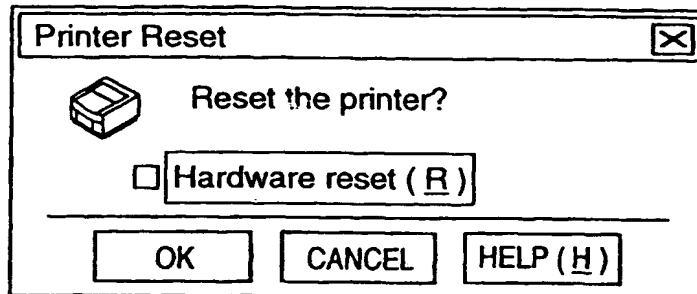 Printer Reset
Reset the printer?
Hardware reset ( R )
OK CANCEL HELP ( H )